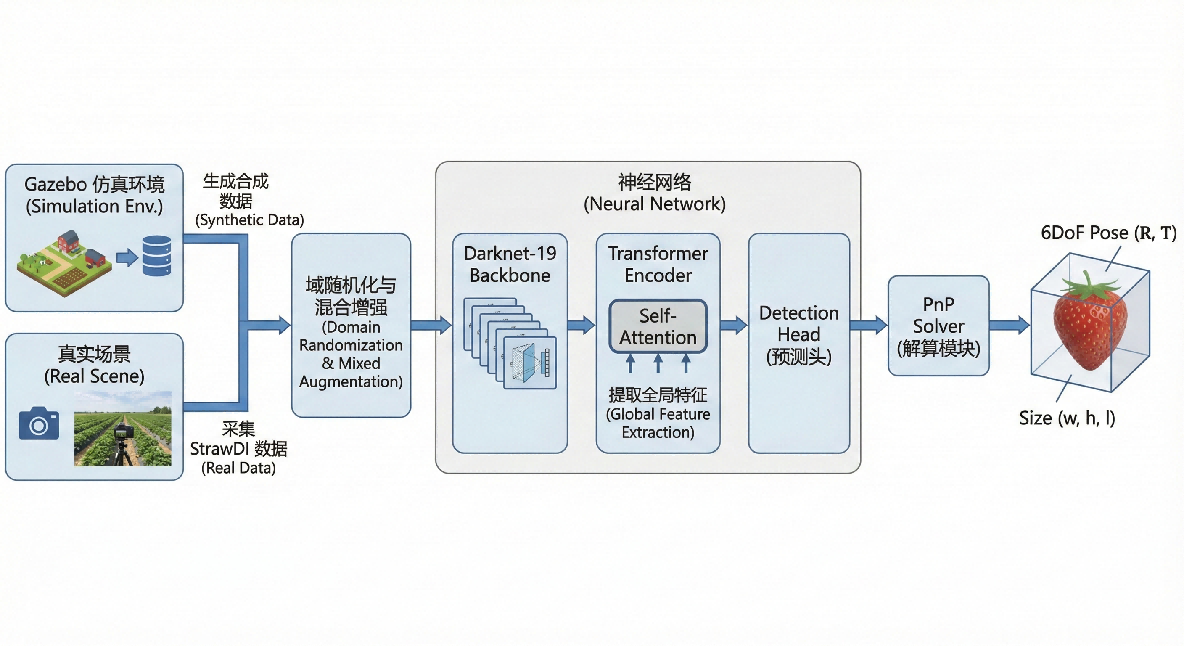 Gazebo 仿真环境
(Simulation Env.)
生成合成
数据
(Synthetic Data)
真实场景
(Real Scene)
采集
StrawDI 数据
(Real Data)
域随机化与
混合增强
(Domain
Randomization
& Mixed
Augmentation)
神经网络
(Neural Network)
Darknet-19
Backbone
Transformer
Encoder
Self-
Attention
提取全局特征
(Global Feature
Extraction)
Detection
Head
(预测头)
PnP
Solver
(解算模块)
6DoF Pose (R, T)
Size (w, h, l)